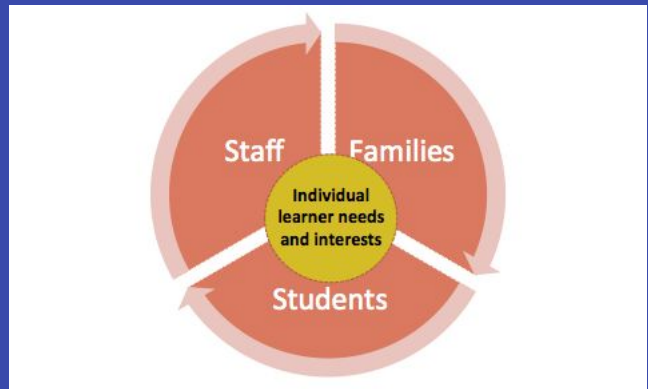 Staff
Families
Individual
learner needs
and interests
Students